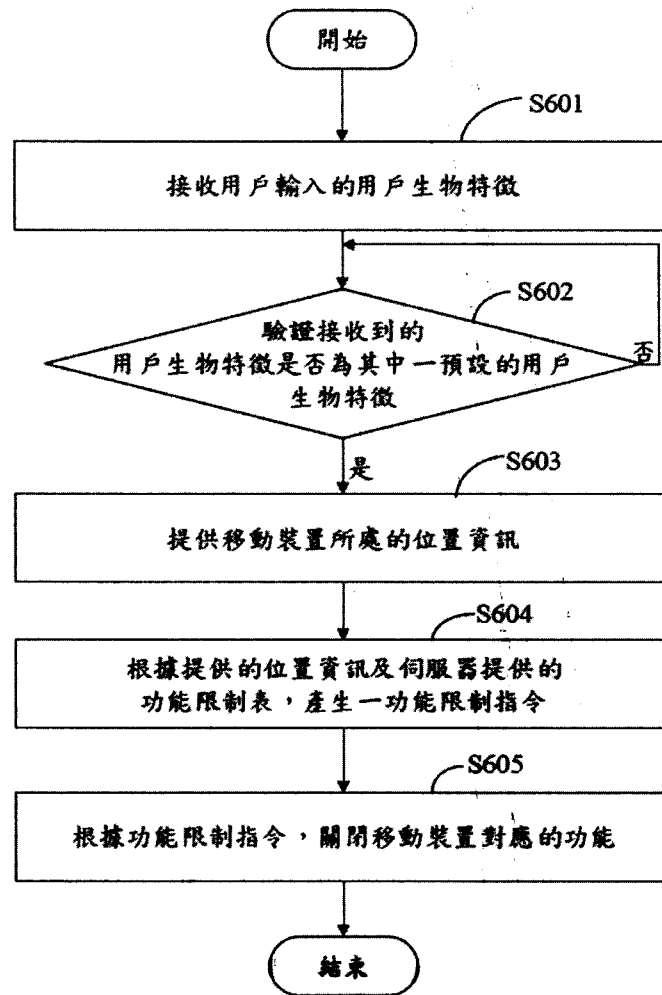 開始
S601
接收用戶輸入的用戶生物特徵
S602
驗證接收到的
用戶生物特徵是否為其中一預設的用戶
生物特徵
否
是
S603
提供移動裝置所處的位置資訊
S604
根據提供的位置資訊及伺服器提供的
功能限制表，產生一功能限制指令
S605
根據功能限制指令，關閉移動裝置對應的功能
結束